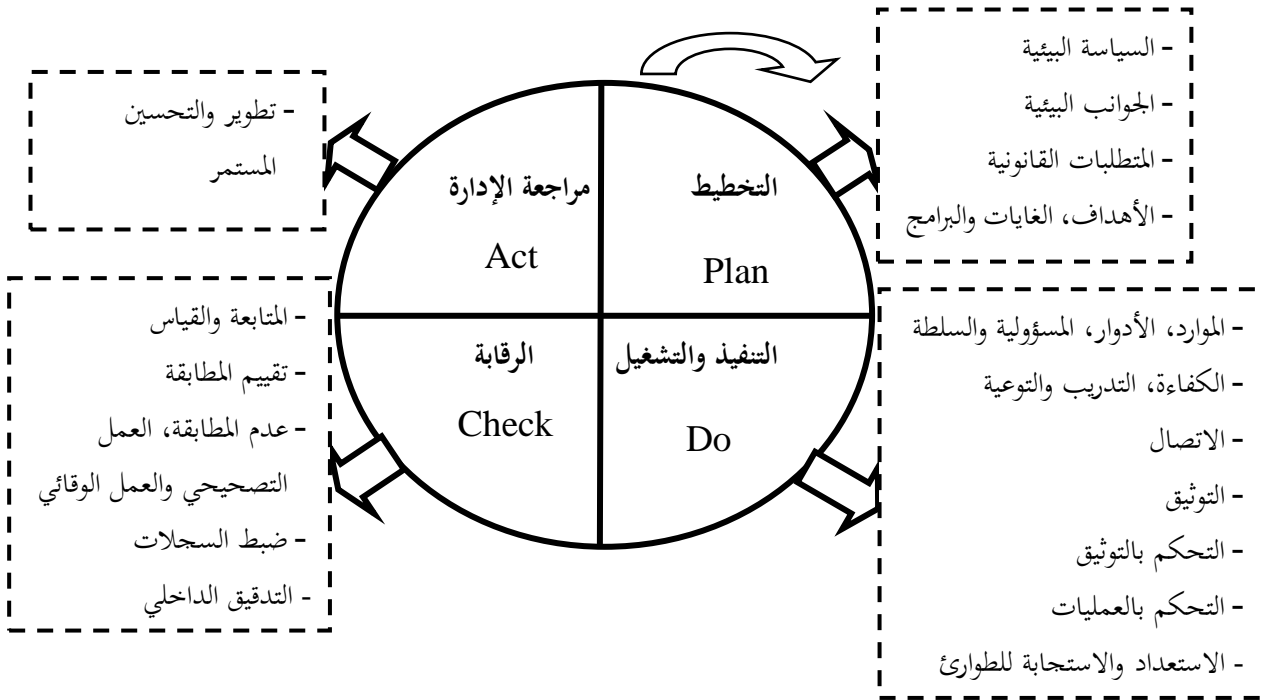 - السياسة البيئية
- الجوانب البيئية
- المتطلبات القانونية
- الأهداف، الغايات والبرامج
- تطوير والتحسين
المستمر
التخطيط
Plan
مراجعة الإدارة
Act
التنفيذ والتشغيل
Do
الرقابة
Check
- الموارد، الأدوار، المسؤولية والسلطة
- الكفاءة، التدريب والتوعية
- الاتصال
- التوثيق
- التحكم بالتوثيق
- التحكم بالعمليات
- الاستعداد والاستجابة للطوارئ
- المتابعة والقياس
- تقييم المطابقة
- عدم المطابقة، العمل
التصحيحي والعمل الوقائي
- ضبط السجلات
- التدقيق الداخلي